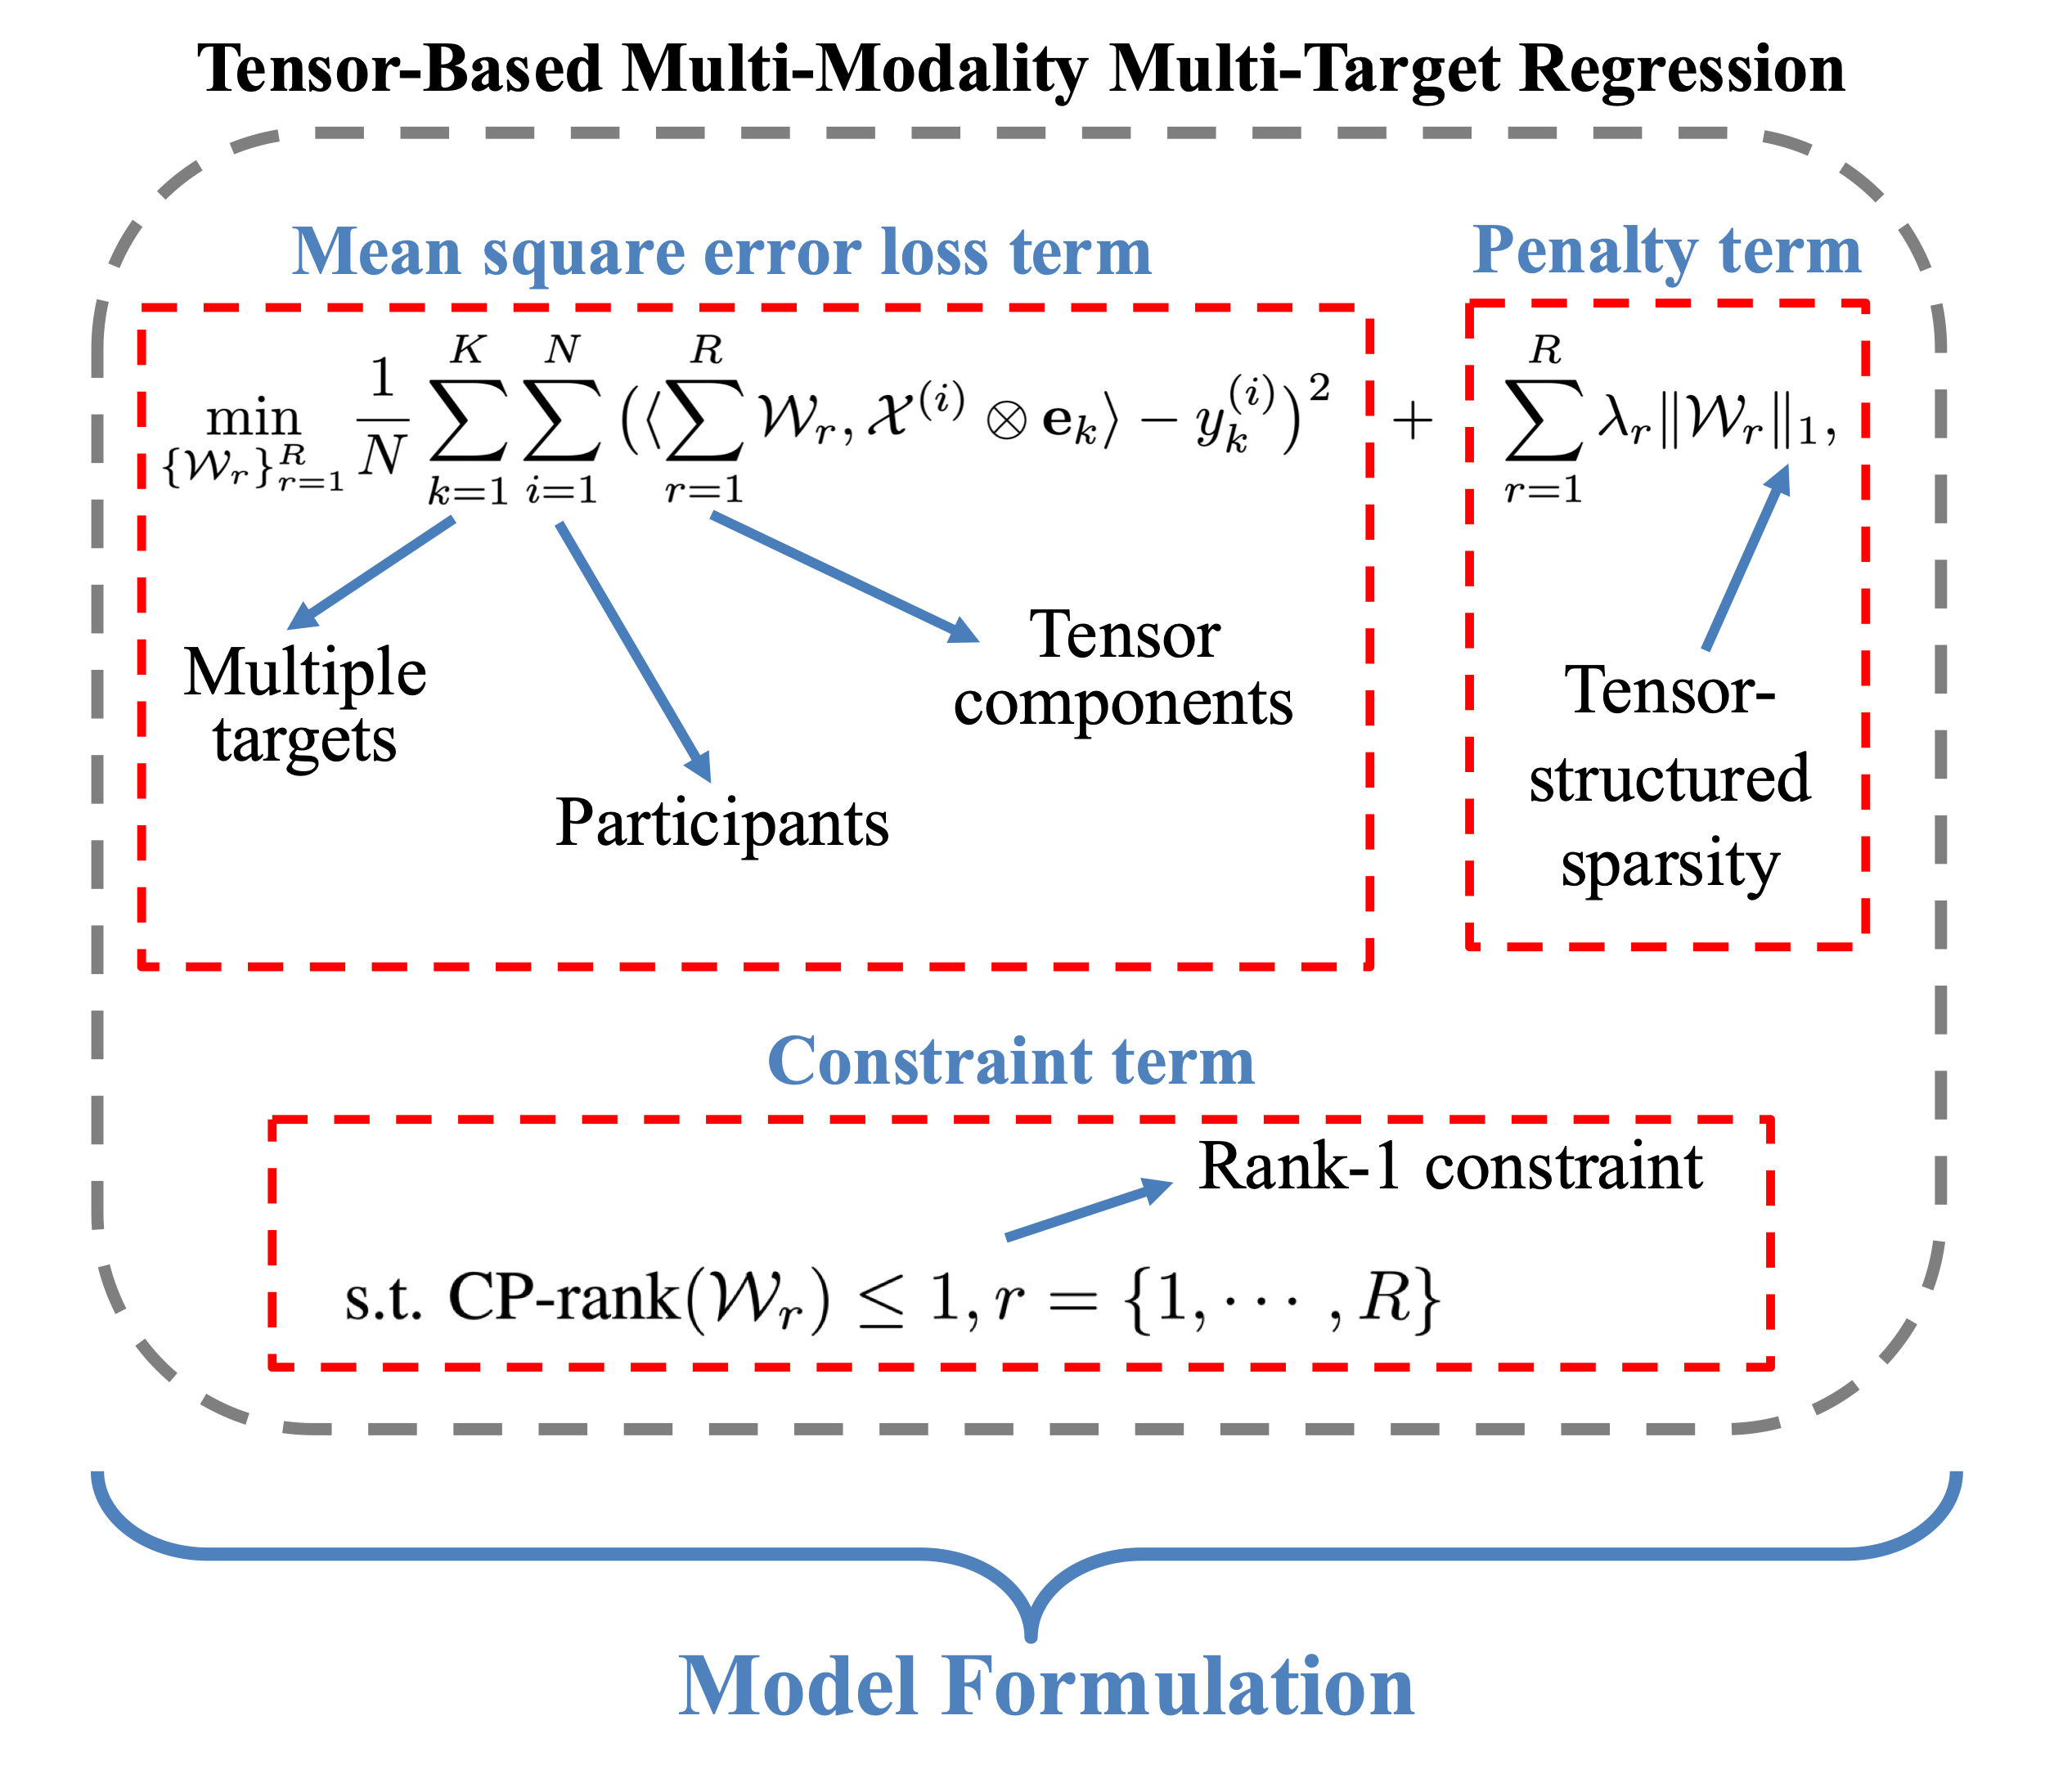 Tensor-Based Multi-Modality Multi-Target Regression
Mean square error loss term
Penalty term
$\min_{\{\mathcal{W}_r\}_{r=1}^{R}} \frac{1}{N} \sum_{k=1}^{K} \sum_{i=1}^{N} (\langle \sum_{r=1}^{R} \mathcal{W}_r, \mathcal{X}^{(i)} \otimes \mathbf{e}_k \rangle - y_k^{(i)})^2 + \sum_{r=1}^{R} \lambda_r \|\mathcal{W}_r\|_1,$
Multiple
targets
Participants
Tensor
components
Tensor-
structured
sparsity
Constraint term
Rank-1 constraint
s.t. CP-rank($\mathcal{W}_r$) ≤ 1, r = {1, ⋯ , R}
Model Formulation